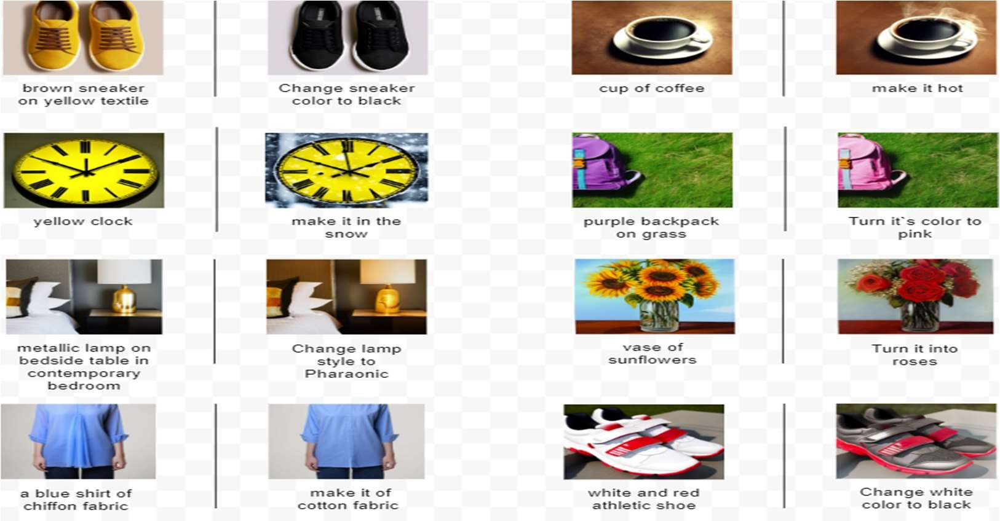 brown sneaker
on yellow textile
Change sneaker
color to black
cup of coffee
make it hot
yellow clock
make it in the
snow
purple backpack
on grass
Turn it`s color to
pink
metallic lamp on
bedside table in
contemporary
bedroom
Change lamp
style to
Pharaonic
vase of
sunflowers
Turn it into
roses
a blue shirt of
chiffon fabric
make it of
cotton fabric
white and red
athletic shoe
Change white
color to black